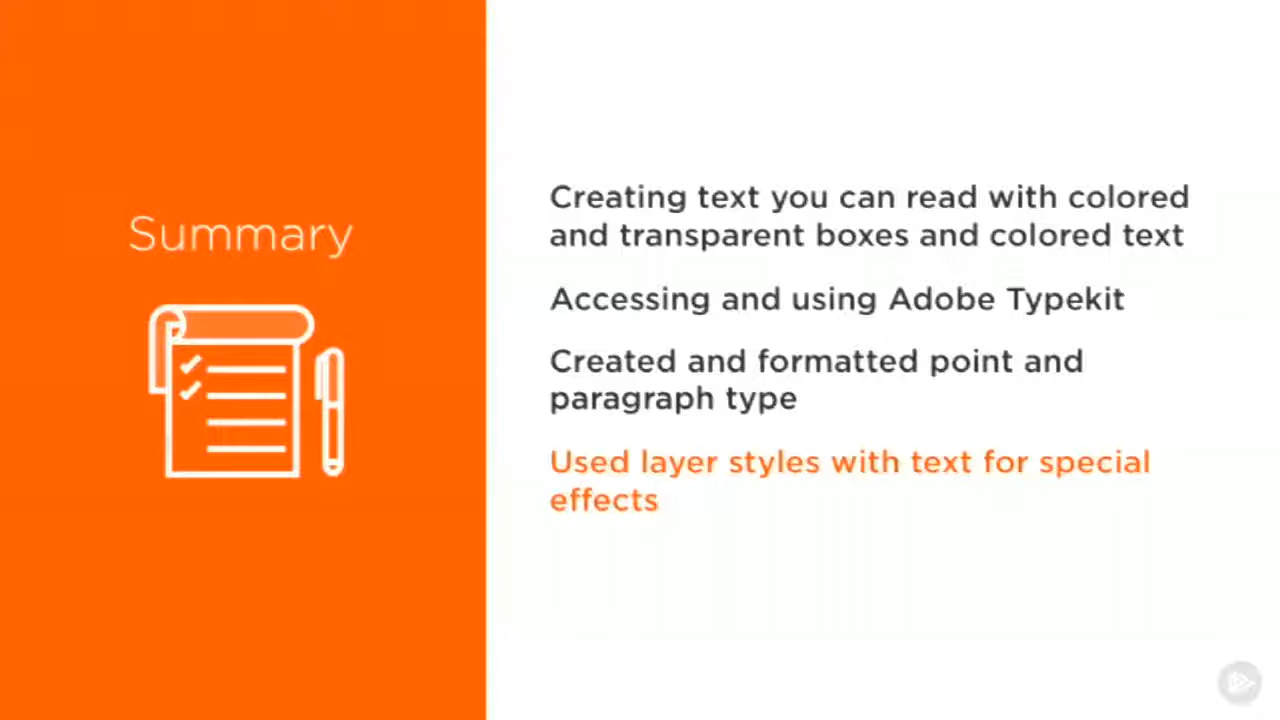 Summary
Creating text you can read with colored
and transparent boxes and colored text
Accessing and using Adobe Typekit
Created and formatted point and
paragraph type
Used layer styles with text for special
effects